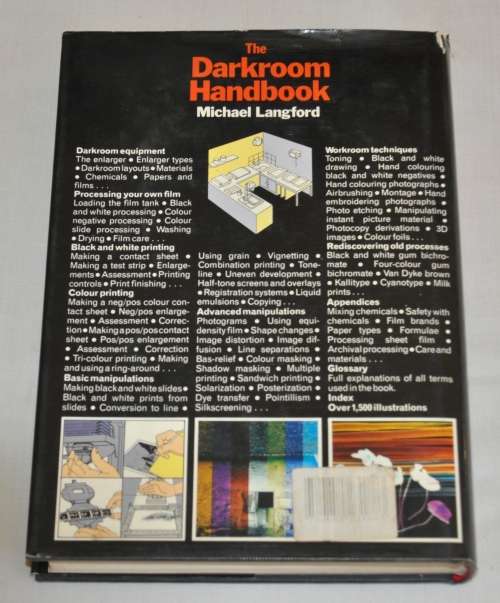 The
Darkroom
Handbook
Michael Langford
Darkroom equipment
The enlarger • Enlarger types
• Darkroom layouts • Materials
• Chemicals • Papers and
films . . .
Processing your own film
Loading the film tank • Black
and white processing • Colour
negative processing • Colour
slide processing • Washing
• Drying • Film care . . .
Black and white printing
Making a contact sheet •
Making a test strip • Enlarge-
ments • Assessment • Printing
controls • Print finishing . . .
Colour printing
Making a neg/pos colour con-
tact sheet • Neg/pos enlarge-
ment • Assessment • Correc-
tion • Making a pos/pos contact
sheet • Pos/pos enlargement
• Assessment • Correction
• Tri-colour printing • Making
and using a ring-around . . .
Basic manipulations
Making black and white slides •
Black and white prints from
slides • Conversion to line •
Using grain • Vignetting •
Combination printing • Tone-
line • Uneven development •
Half-tone screens and overlays
• Registration systems • Liquid
emulsions • Copying . . .
Advanced manipulations
Photograms • Using equi-
density film • Shape changes •
Image distortion • Image dif-
fusion • Line separations •
Bas-relief • Colour masking •
Shadow masking • Multiple
printing • Sandwich printing •
Solarization • Posterization •
Dye transfer • Pointillism •
Silkscreening . . .
Workroom techniques
Toning • Black and white
drawing • Hand colouring
black and white negatives •
Hand colouring photographs •
Airbrushing • Montage • Hand
embroidering photographs •
Photo etching • Manipulating
instant picture material •
Photocopy derivations • 3D
images • Colour foils . . .
Rediscovering old processes
Black and white gum bichro-
mate • Four-colour gum
bichromate • Van Dyke brown
• Kallitype • Cyanotype • Milk
prints . . .
Appendices
Mixing chemicals • Safety with
chemicals • Film brands •
Paper types • Formulae •
Processing sheet film •
Archival processing • Care and
materials . . .
Glossary
Full explanations of all terms
used in the book.
Index
Over 1,500 illustrations